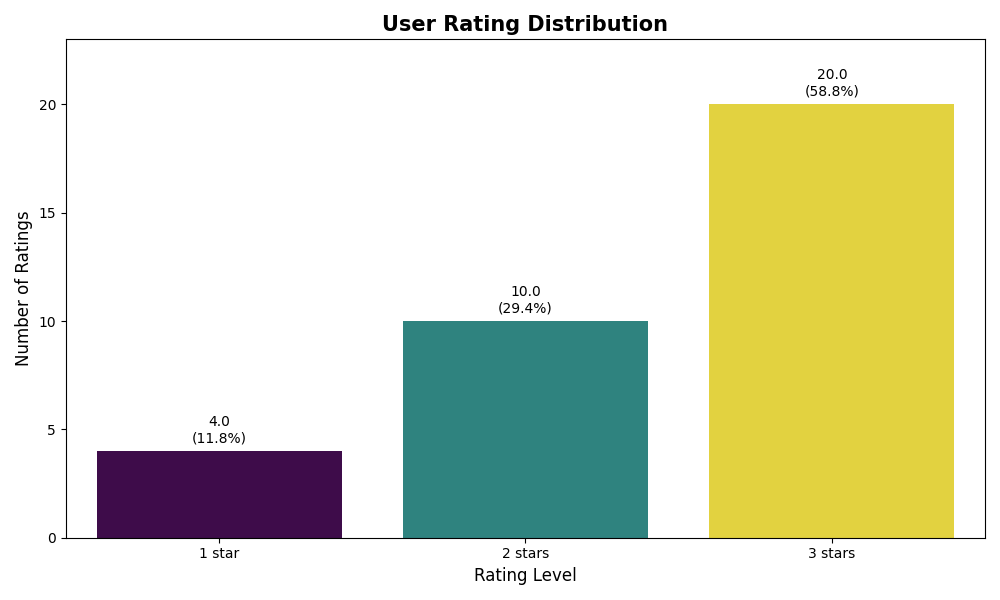 User Rating Distribution
Number of Ratings
20
15
10
5
0
4.0
(11.8%)
10.0
(29.4%)
20.0
(58.8%)
1 star
2 stars
3 stars
Rating Level